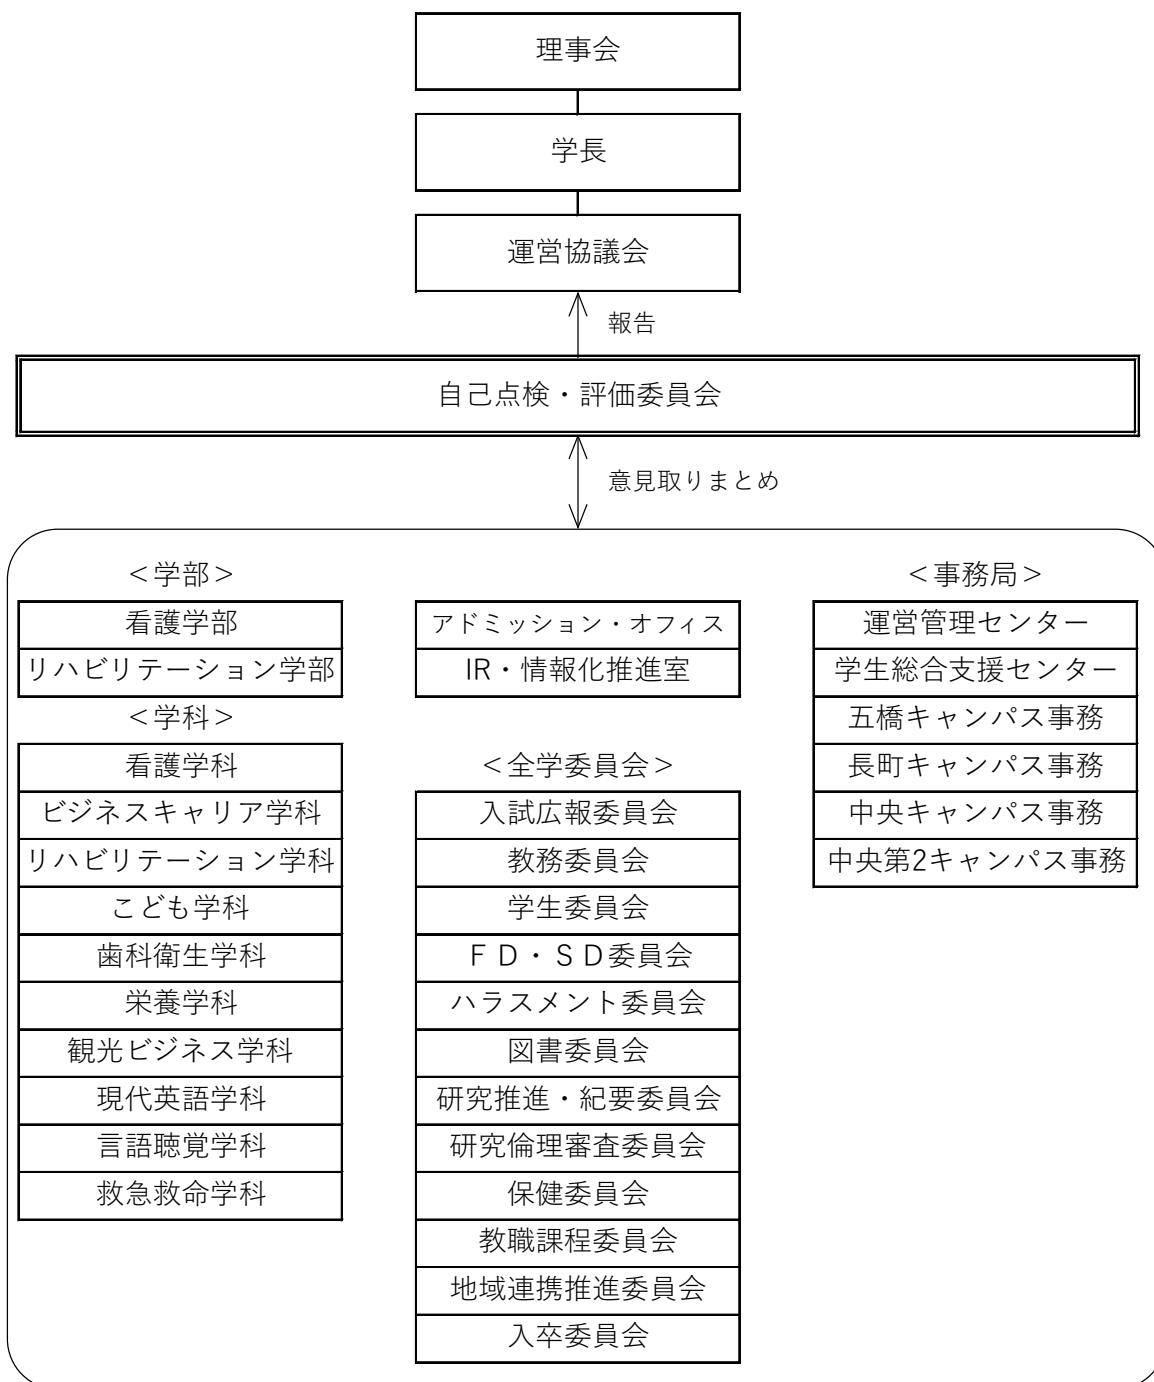 理事会
学長
運営協議会
報告
自己点検・評価委員会
意見取りまとめ
＜学部＞
看護学部
リハビリテーション学部
＜学科＞
看護学科
ビジネスキャリア学科
リハビリテーション学科
こども学科
歯科衛生学科
栄養学科
観光ビジネス学科
現代英語学科
言語聴覚学科
救急救命学科
アドミッション・オフィス
IR・情報化推進室
＜全学委員会＞
入試広報委員会
教務委員会
学生委員会
ＦＤ・ＳＤ委員会
ハラスメント委員会
図書委員会
研究推進・紀要委員会
研究倫理審査委員会
保健委員会
教職課程委員会
地域連携推進委員会
入卒委員会
＜事務局＞
運営管理センター
学生総合支援センター
五橋キャンパス事務
長町キャンパス事務
中央キャンパス事務
中央第2キャンパス事務